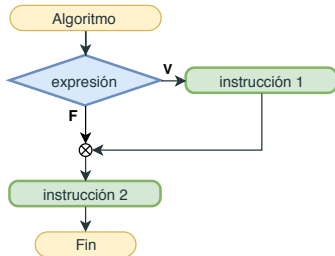 Algoritmo
expresión
V
instrucción 1
F
instrucción 2
Fin